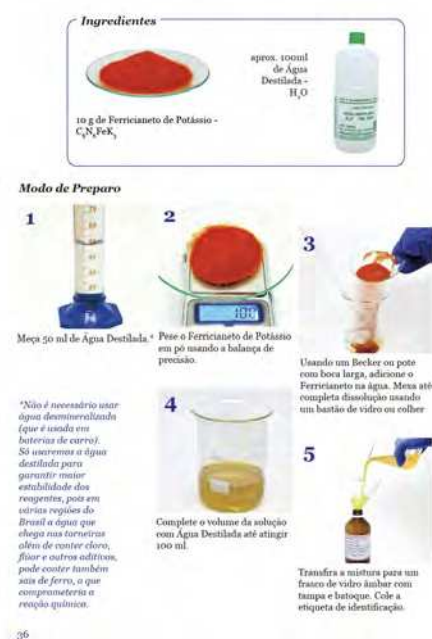 Ingredientes
10 g de Ferricianeto de Potássio -
C₆N₆FeK₃
aprox. 100ml
de Água
Destilada -
H₂O
Modo de Preparo
1
Meça 50 ml de Água Destilada.*
2
100
Pese o Ferricianeto de Potássio
em pó usando a balança de
precisão.
3
Usando um Becker ou pote
com boca larga, adicione o
Ferricianeto na água. Mexa até
completa dissolução usando
um bastão de vidro ou colher
*Não é necessário usar
água desmineralizada
(que é usada em
baterias de carro).
Só usaremos a água
destilada para
garantir maior
estabilidade dos
reagentes, pois em
várias regiões do
Brasil a água que
chega nas torneiras
além de conter cloro,
flúor e outros aditivos,
pode conter também
sais de ferro, o que
comprometeria a
reação química.
4
Complete o volume da solução
com Água Destilada até atingir
100 ml.
5
Transfira a mistura para um
frasco de vidro âmbar com
tampa e batoque. Cole a
etiqueta de identificação.
36